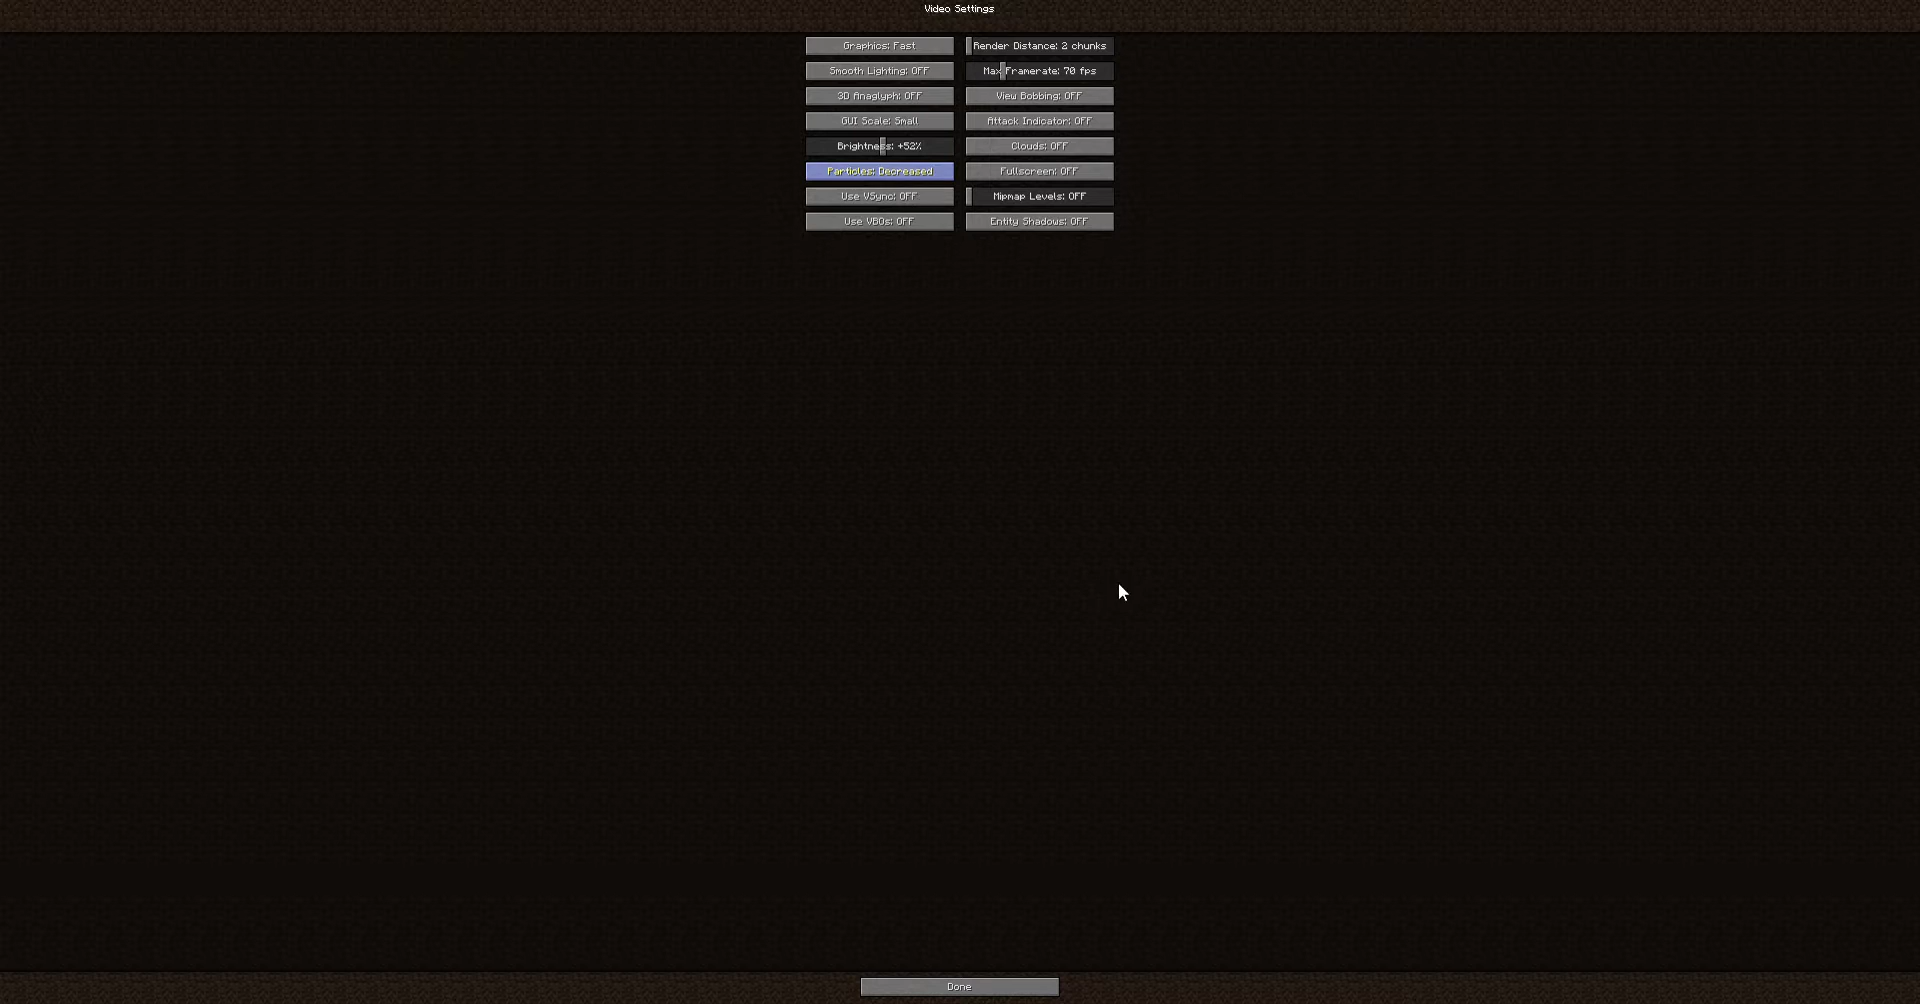 Video Settings
Graphics: Fast
Render Distance: 2 chunks
Smooth Lighting: OFF
Max Framerate: 70 fps
3D Anaglyph: OFF
View Bobbing: OFF
GUI Scale: Small
Attack Indicator: OFF
Brightness: +52%
Clouds: OFF
Particles: Decreased
Fullscreen: OFF
Use VSync: OFF
Mipmap Levels: OFF
Use VBOs: OFF
Entity Shadows: OFF
Done